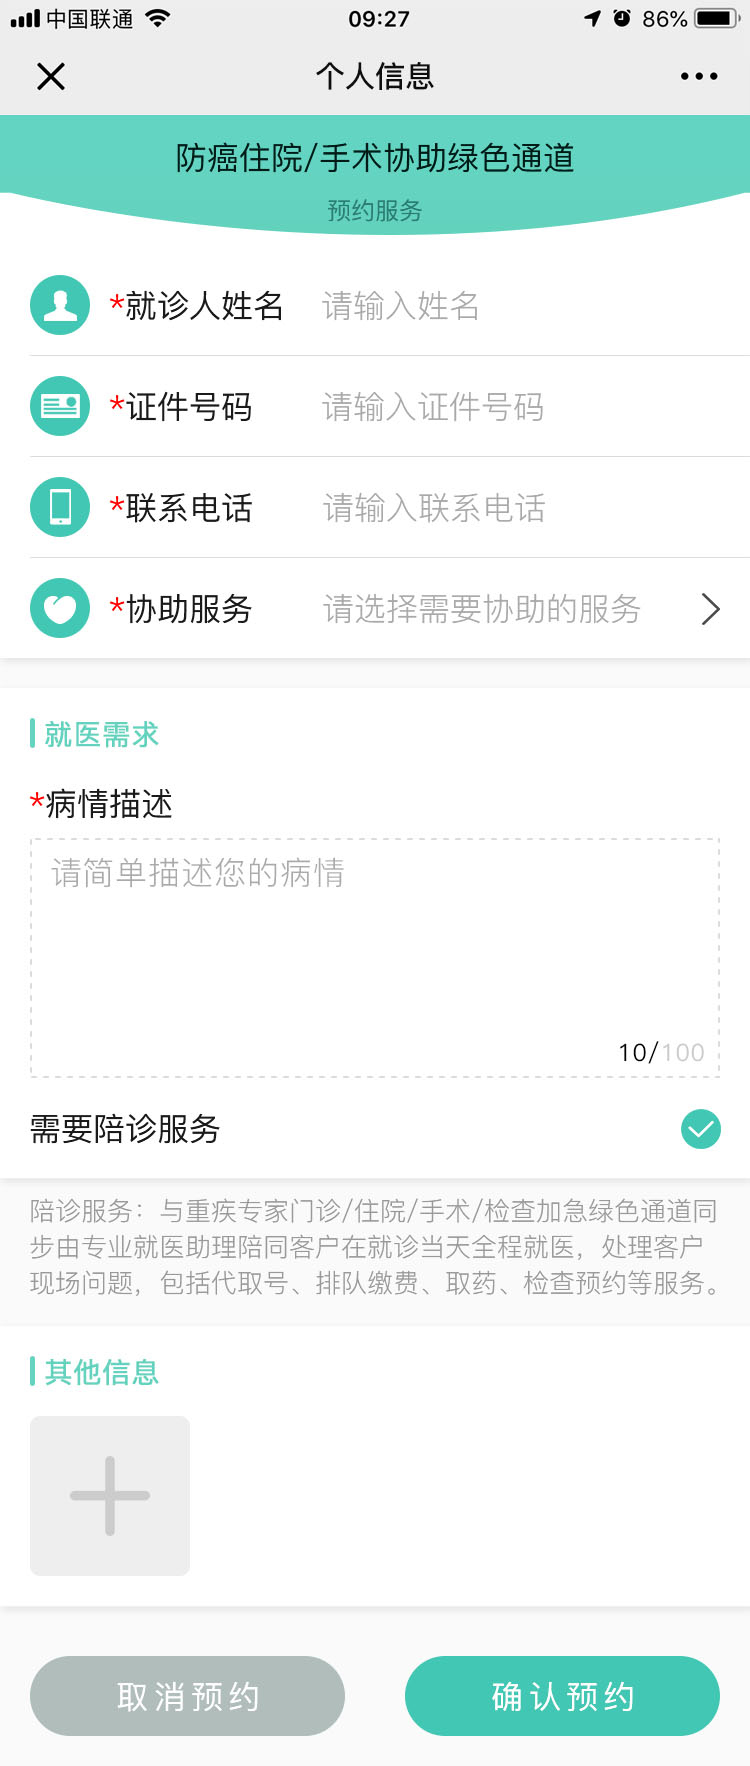 中国联通 09:27 86%
个人信息
防癌住院/手术协助绿色通道
预约服务
*就诊人姓名 请输入姓名
*证件号码 请输入证件号码
*联系电话 请输入联系电话
*协助服务 请选择需要协助的服务
就医需求
*病情描述
请简单描述您的病情
10/100
需要陪诊服务
陪诊服务：与重疾专家门诊/住院/手术/检查加急绿色通道同
步由专业就医助理陪同客户在就诊当天全程就医，处理客户
现场问题，包括代取号、排队缴费、取药、检查预约等服务。
其他信息
取消预约 确认预约